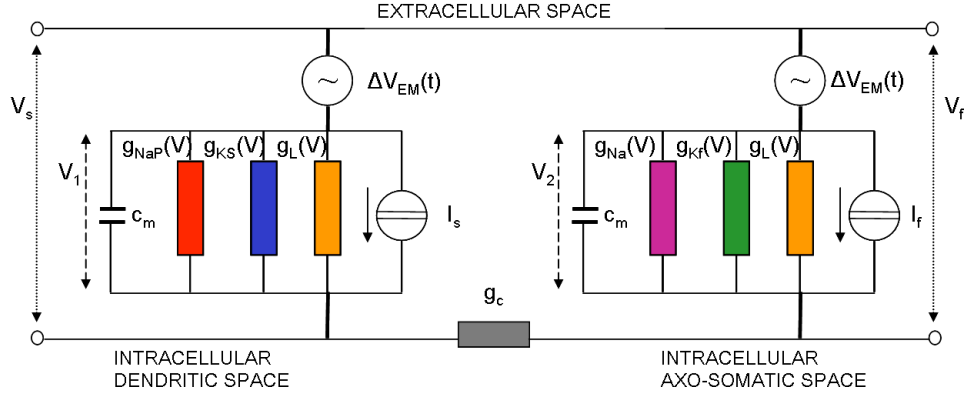 EXTRACELLULAR SPACE
ΔV_EM(t) ΔV_EM(t)
V_s V_f
g_NaP(V) g_KS(V) g_L(V) g_Na(V) g_Kf(V) g_L(V)
V_1 V_2
c_m I_s c_m I_f
g_c
INTRACELLULAR INTRACELLULAR
DENDRITIC SPACE AXO-SOMATIC SPACE